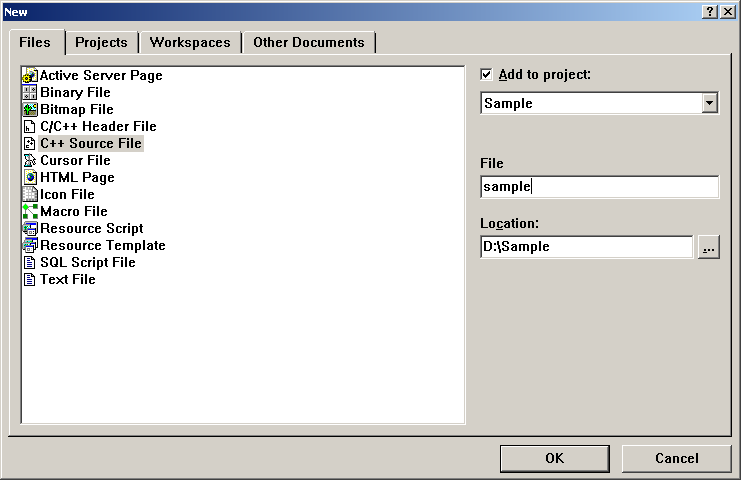 New
Files Projects Workspaces Other Documents
Active Server Page
Binary File
Bitmap File
C/C++ Header File
C++ Source File
Cursor File
HTML Page
Icon File
Macro File
Resource Script
Resource Template
SQL Script File
Text File
Add to project:
Sample
File
sample
Location:
D:\Sample
...
OK Cancel